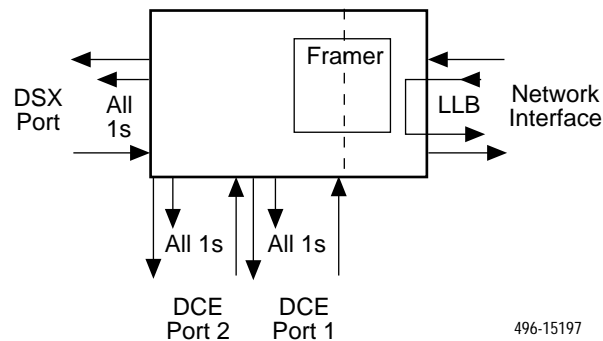 Framer
DSX
Port
All
1s
LLB
Network
Interface
All 1s
All 1s
DCE
Port 2
DCE
Port 1
496-15197